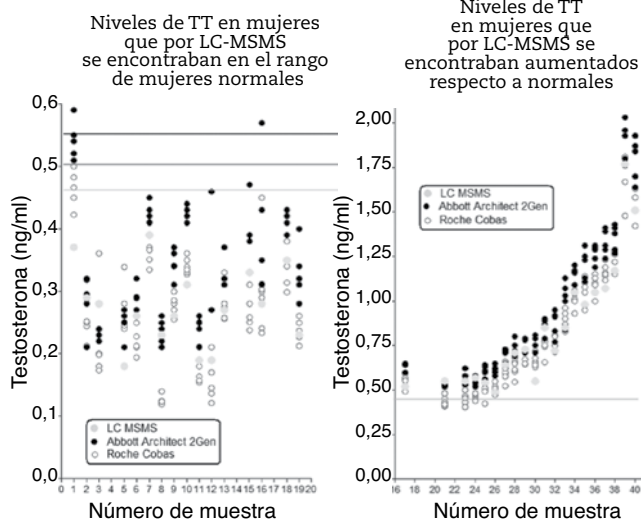 Niveles de TT en mujeres
que por LC-MSMS
se encontraban en el rango
de mujeres normales
0,6
0,5
0,4
0,3
0,2
0,1
0,0
Testosterona (ng/ml)
LC MSMS
Abbott Architect 2Gen
Roche Cobas
0 1 2 3 4 5 6 7 8 9 10 11 12 13 14 15 16 17 18 19 20
Número de muestra
Niveles de TT
en mujeres que
por LC-MSMS se
encontraban aumentados
respecto a normales
2,00
1,75
1,50
1,25
1,00
0,75
0,50
0,25
0,00
Testosterona (ng/ml)
LC MSMS
Abbott Architect 2Gen
Roche Cobas
16 18 20 22 24 26 28 30 32 34 36 38 40
Número de muestra